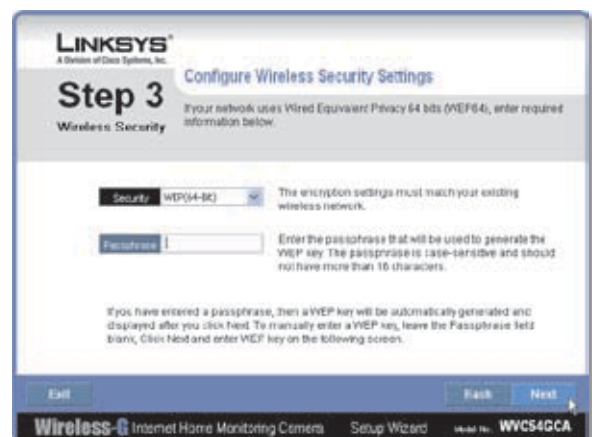 LINKSYS®
A Division of Cisco Systems, Inc.
Step 3
Wireless Security
Configure Wireless Security Settings
If your network uses Wired Equivalent Privacy 64 bits (WEP64), enter required
information below.
Security WEP(64-Bit)
The encryption settings must match your existing
wireless network.
Passphrase
Enter the passphrase that will be used to generate the
WEP key. The passphrase is case-sensitive and should
not have more than 16 characters.
If you have entered a passphrase, then a WEP key will be automatically generated and
displayed after you click Next. To manually enter a WEP key, leave the Passphrase field
blank, Click Next and enter WEP key on the following screen.
Exit
Back
Next
Wireless-G Internet Home Monitoring Camera
Setup Wizard
Model No. WVC54GCA